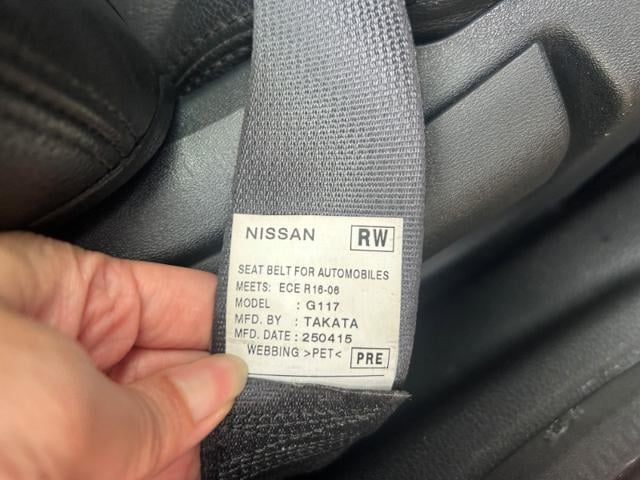 NISSAN RW
SEAT BELT FOR AUTOMOBILES
MEETS: ECE R16-06
MODEL : G117
MFD. BY : TAKATA
MFD. DATE : 250415
WEBBING >PET< PRE